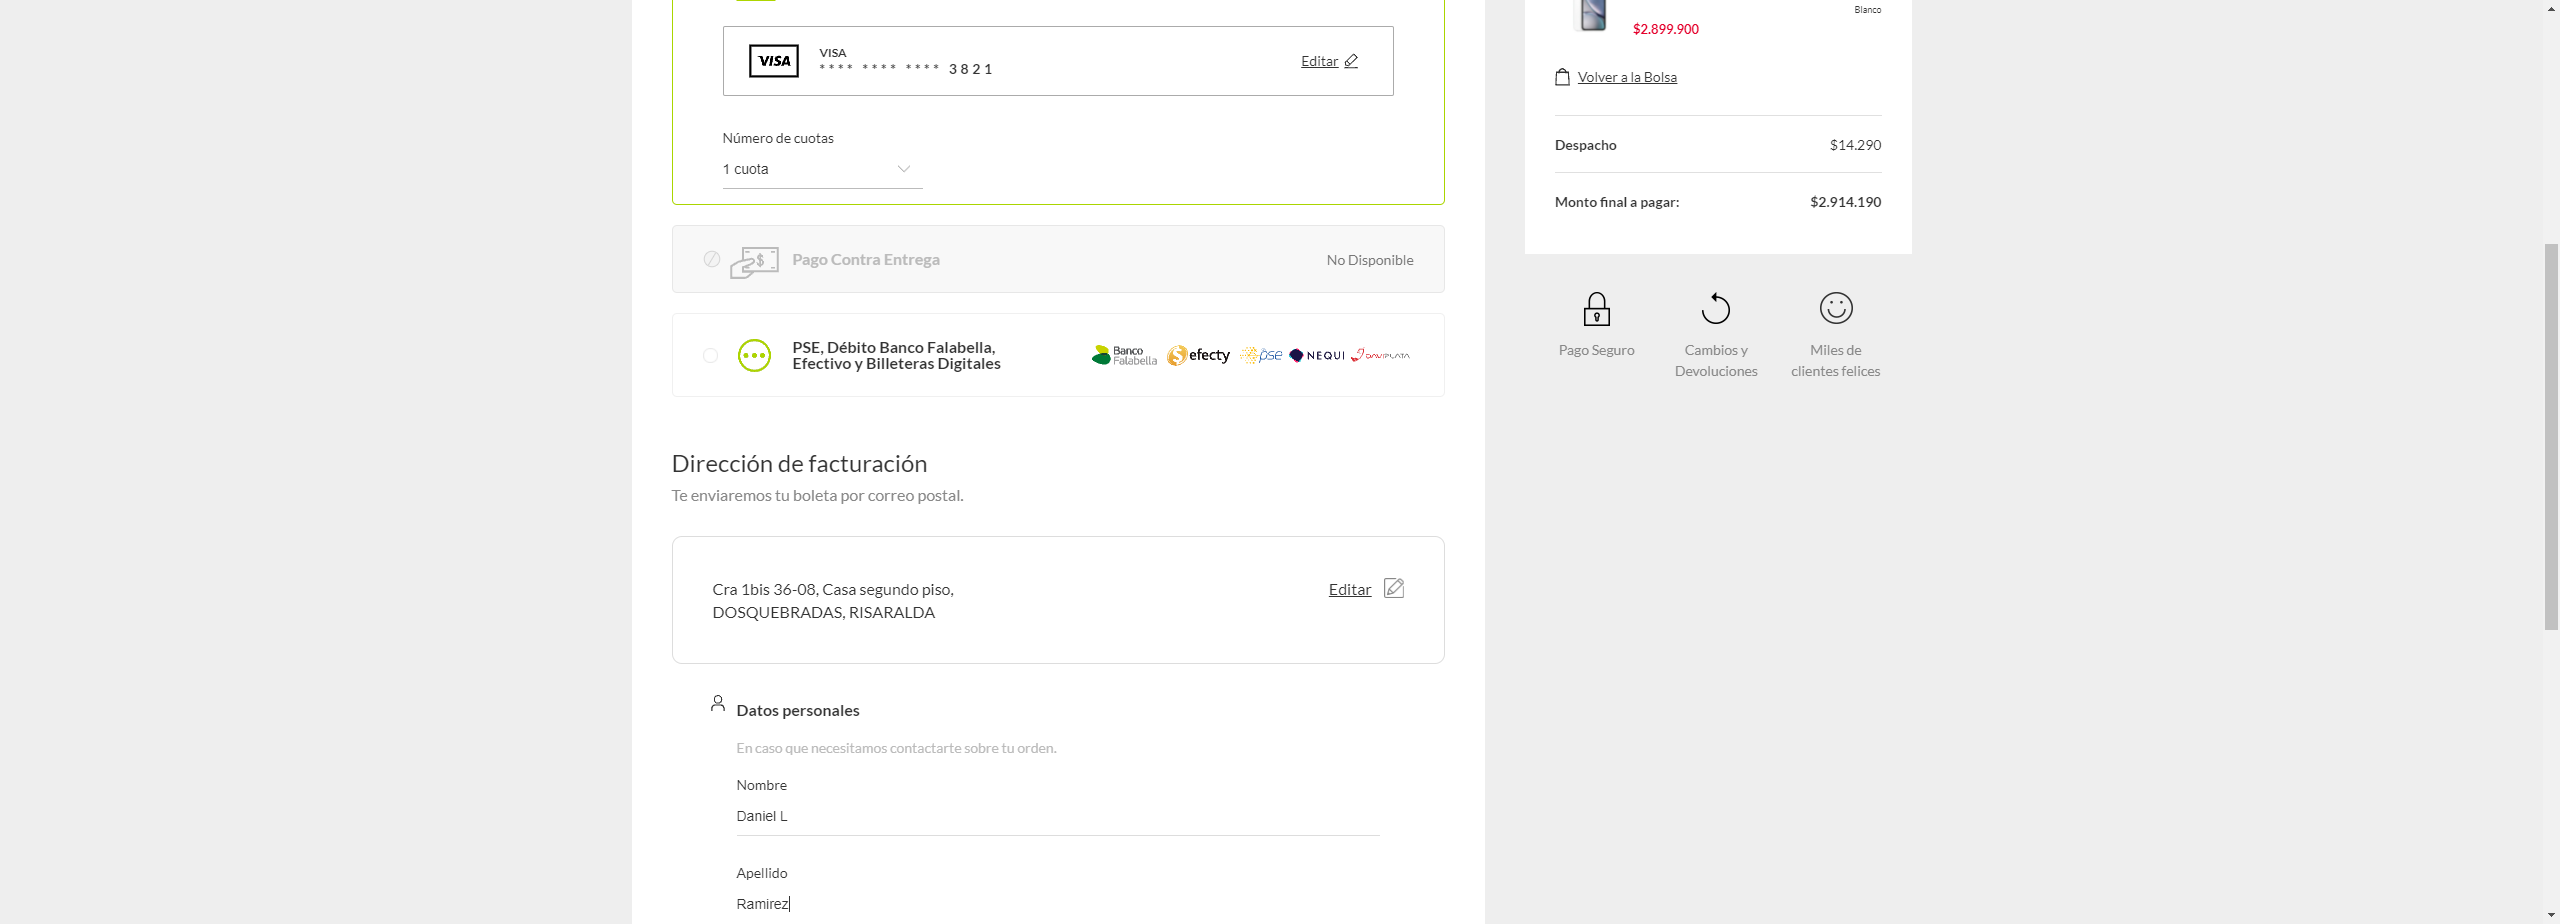 VISA
VISA
**** **** **** 3821
Editar
Número de cuotas
1 cuota
Pago Contra Entrega
No Disponible
PSE, Débito Banco Falabella,
Efectivo y Billeteras Digitales
Banco
Falabella
efecty
pse
NEQUI
DAVIPLATA
Dirección de facturación
Te enviaremos tu boleta por correo postal.
Cra 1bis 36-08, Casa segundo piso,
DOSQUEBRADAS, RISARALDA
Editar
Datos personales
En caso que necesitamos contactarte sobre tu orden.
Nombre
Daniel L
Apellido
Ramirez
Blanco
$2.899.900
Volver a la Bolsa
Despacho
$14.290
Monto final a pagar:
$2.914.190
Pago Seguro
Cambios y
Devoluciones
Miles de
clientes felices